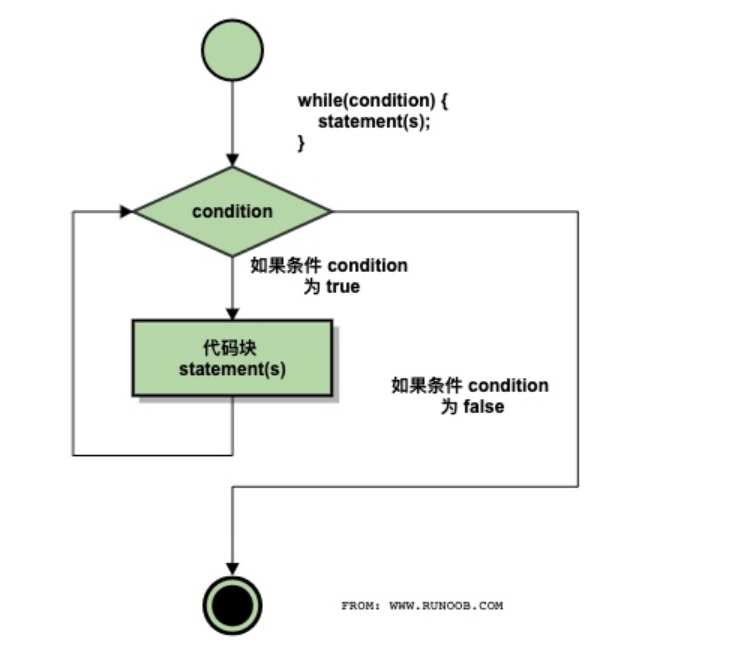 while(condition) {
statement(s);
}
condition
如果条件 condition
为 true
代码块
statement(s)
如果条件 condition
为 false
FROM: WWW.RUNOOB.COM